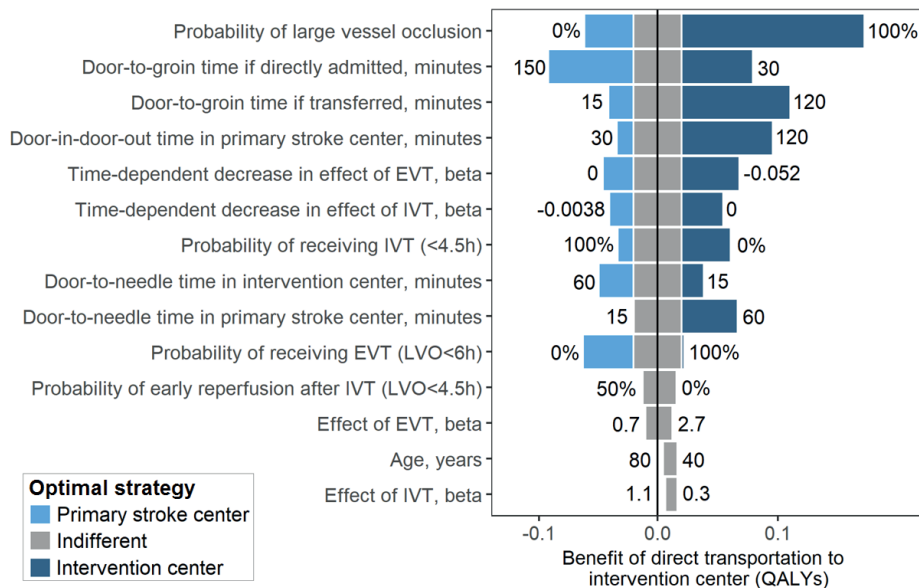 Probability of large vessel occlusion 0% 100%
Door-to-groin time if directly admitted, minutes 150 30
Door-to-groin time if transferred, minutes 15 120
Door-in-door-out time in primary stroke center, minutes 30 120
Time-dependent decrease in effect of EVT, beta 0 -0.052
Time-dependent decrease in effect of IVT, beta -0.0038 0
Probability of receiving IVT (<4.5h) 100% 0%
Door-to-needle time in intervention center, minutes 60 15
Door-to-needle time in primary stroke center, minutes 15 60
Probability of receiving EVT (LVO<6h) 0% 100%
Probability of early reperfusion after IVT (LVO<4.5h) 50% 0%
Effect of EVT, beta 0.7 2.7
Age, years 80 40
Effect of IVT, beta 1.1 0.3
Optimal strategy
Primary stroke center
Indifferent
Intervention center
-0.1 0.0 0.1
Benefit of direct transportation to
intervention center (QALYs)